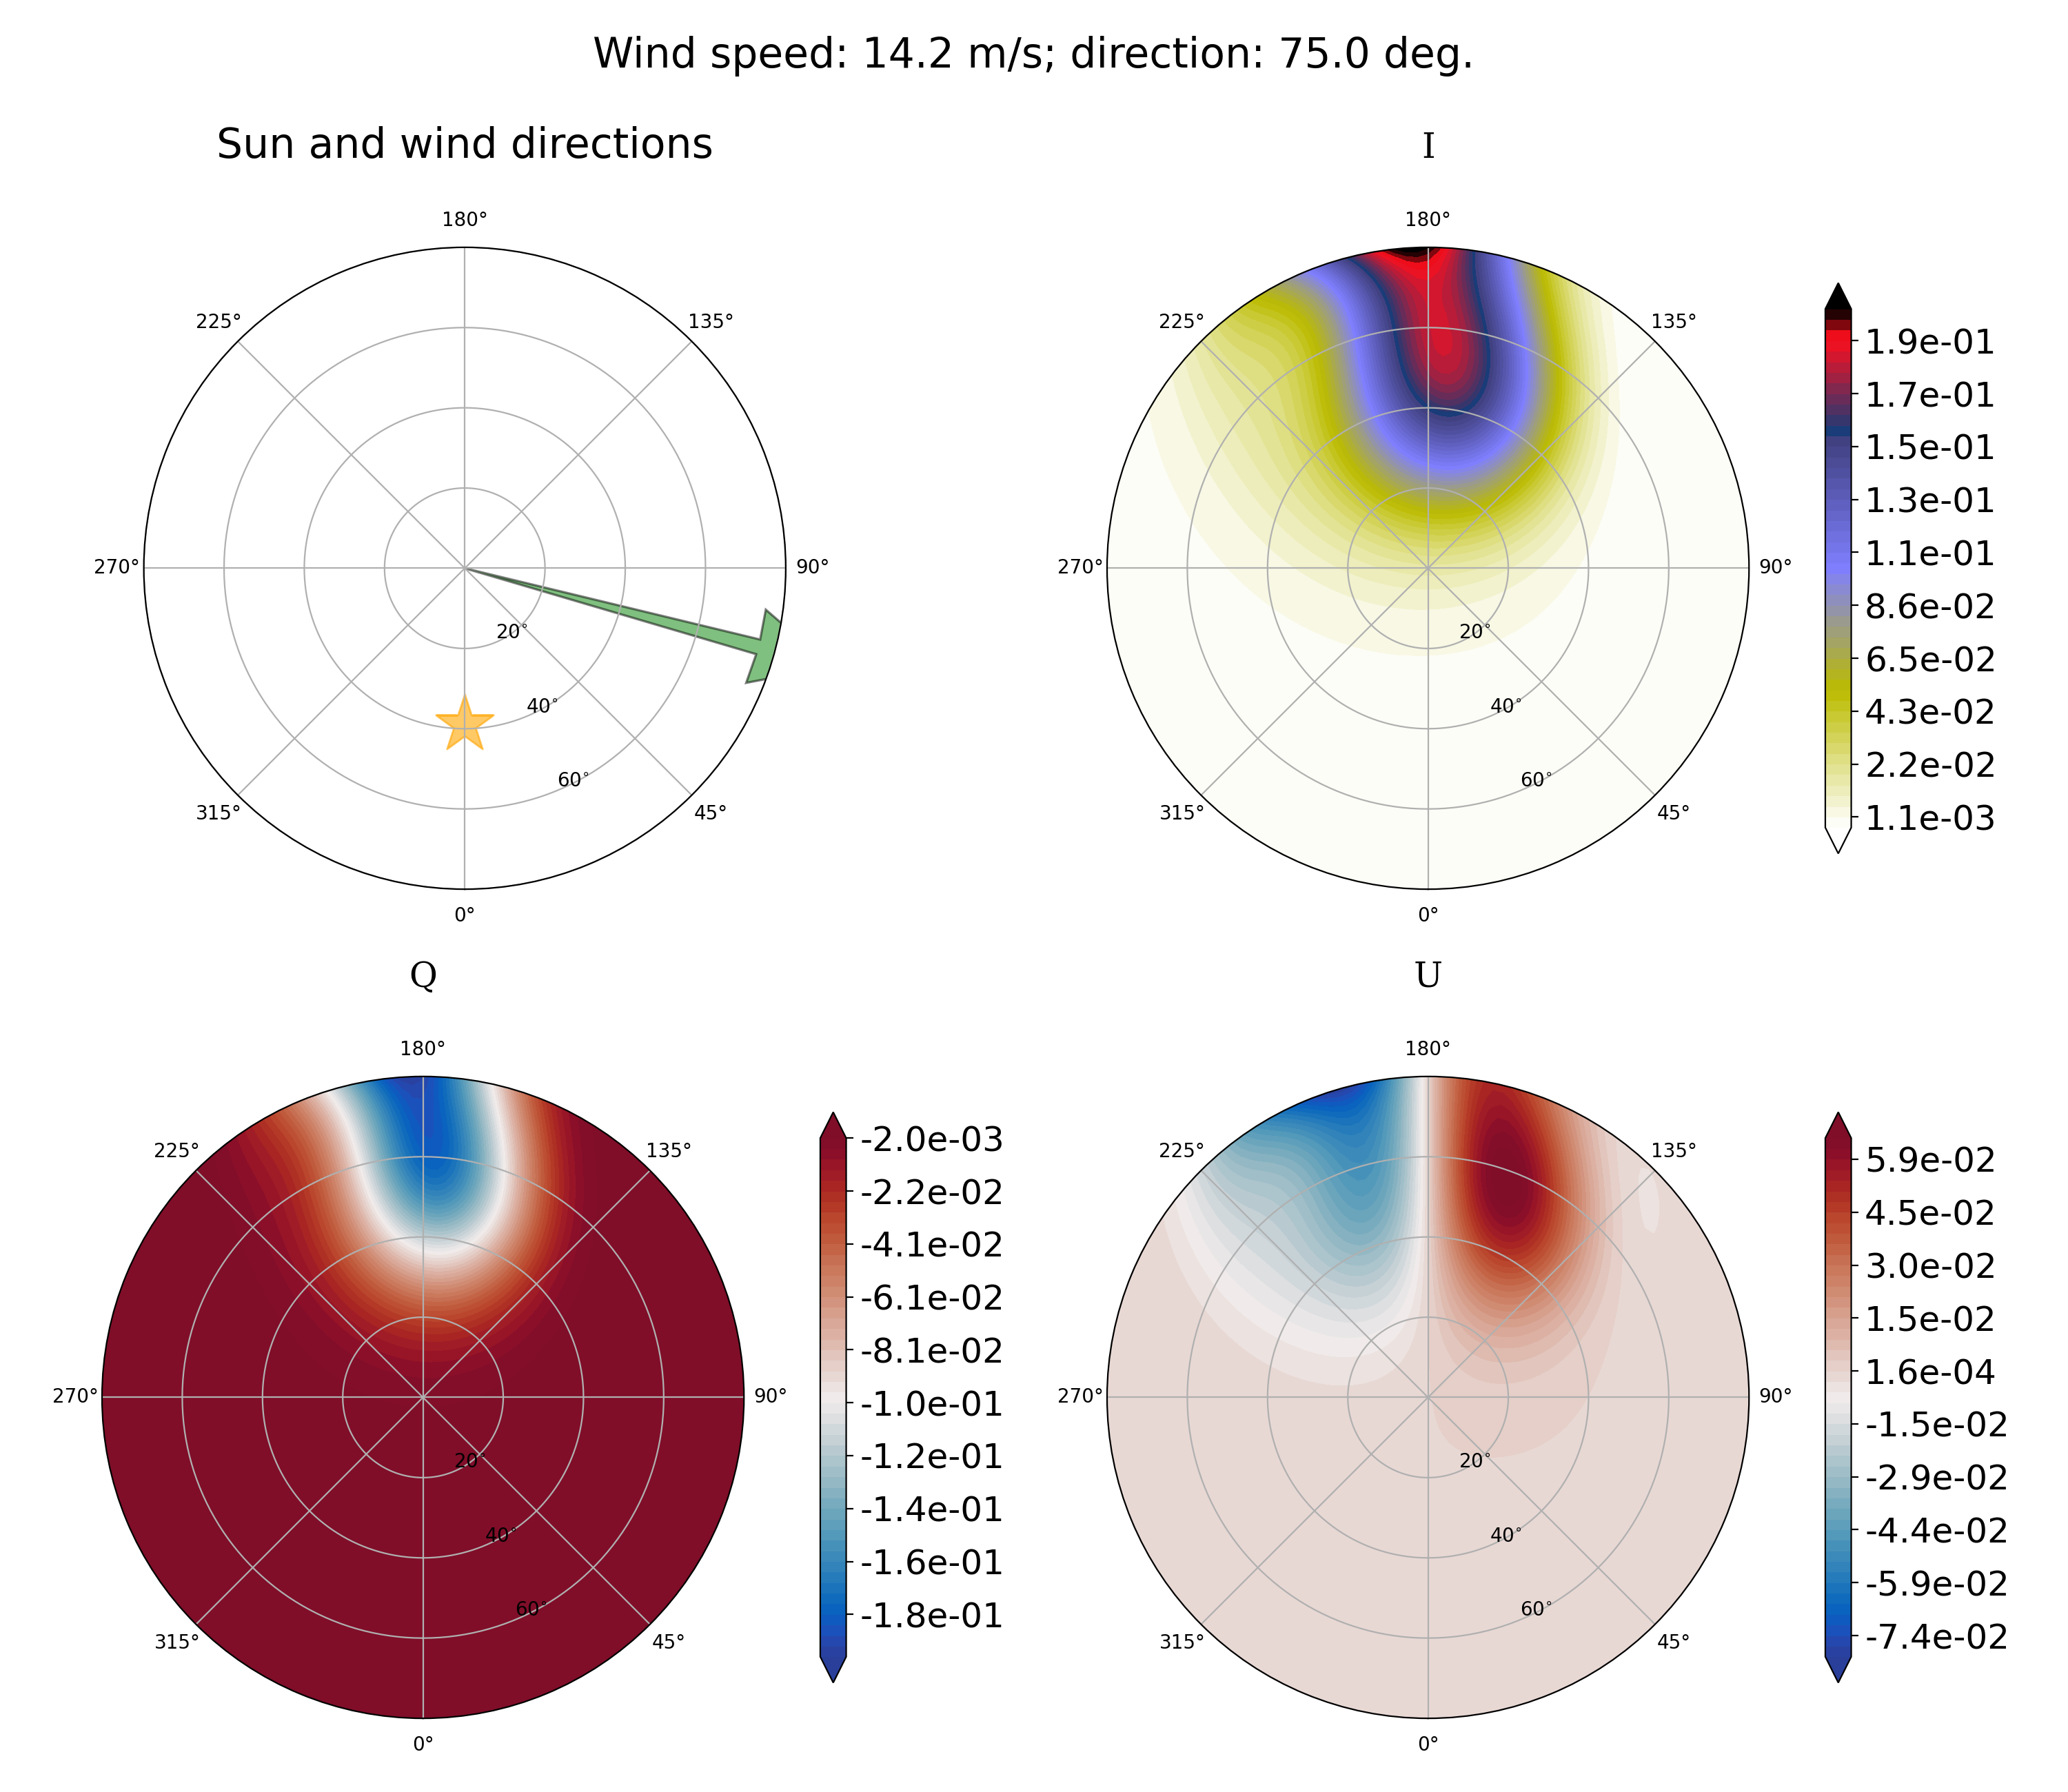 Wind speed: 14.2 m/s; direction: 75.0 deg.
Sun and wind directions
180°
225° 135°
270° 90°
20°
40°
60°
315° 45°
0°
I
180°
225° 135°
270° 90°
20°
40°
60°
315° 45°
0°
1.9e-01
1.7e-01
1.5e-01
1.3e-01
1.1e-01
8.6e-02
6.5e-02
4.3e-02
2.2e-02
1.1e-03
Q
180°
225° 135°
270° 90°
20°
40°
60°
315° 45°
0°
-2.0e-03
-2.2e-02
-4.1e-02
-6.1e-02
-8.1e-02
-1.0e-01
-1.2e-01
-1.4e-01
-1.6e-01
-1.8e-01
U
180°
225° 135°
270° 90°
20°
40°
60°
315° 45°
0°
5.9e-02
4.5e-02
3.0e-02
1.5e-02
1.6e-04
-1.5e-02
-2.9e-02
-4.4e-02
-5.9e-02
-7.4e-02